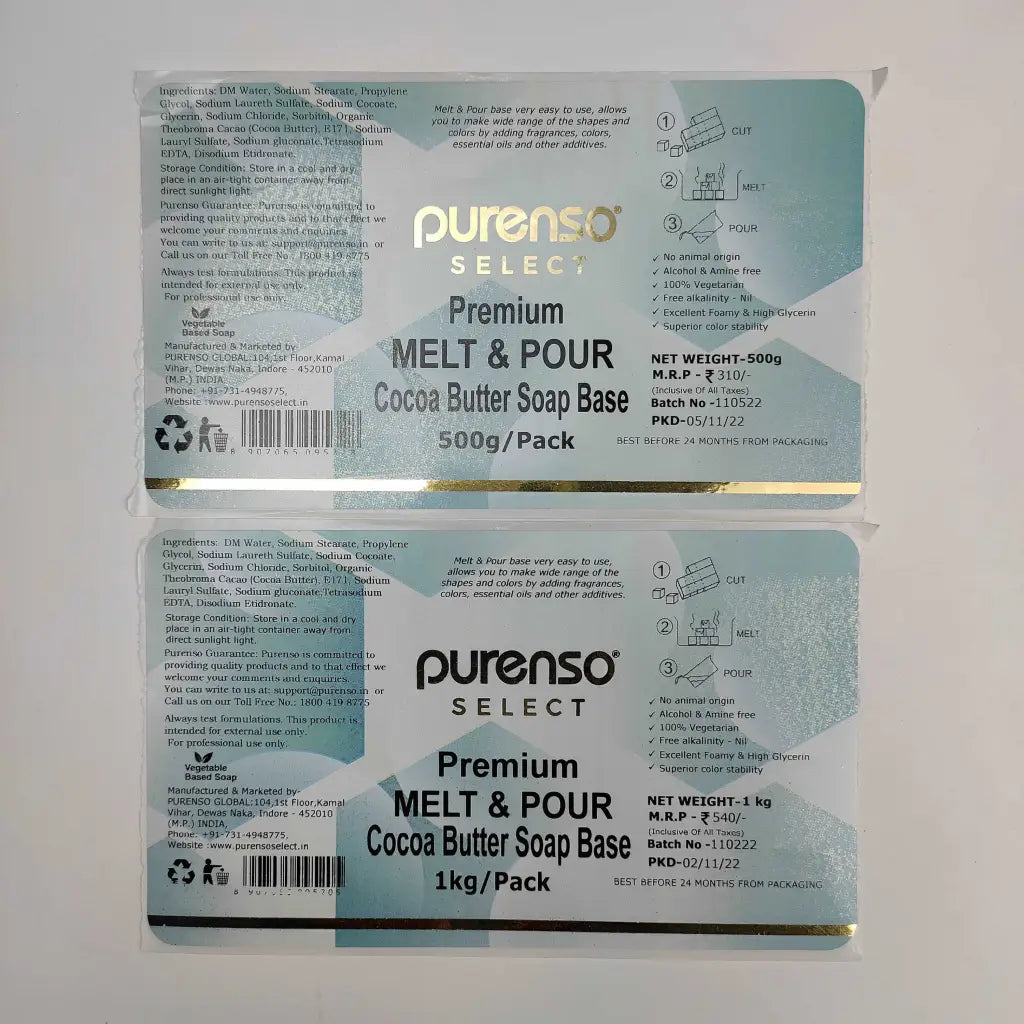 Ingredients: DM Water, Sodium Stearate, Propylene
Glycol, Sodium Laureth Sulfate, Sodium Cocoate,
Glycerin, Sodium Chloride, Sorbitol, Organic
Theobroma Cacao (Cocoa Butter), E171, Sodium
Lauryl Sulfate, Sodium gluconate,Tetrasodium
EDTA, Disodium Etidronate.
Storage Condition: Store in a cool and dry
place in an air-tight container away from
direct sunlight light.
Purenso Guarantee: Purenso is committed to
providing quality products and to that effect we
welcome your comments and enquiries.
You can write to us at: support@purenso.in or
Call us on our Toll Free No.: 1800 419 8775
Always test formulations. This product is
intended for external use only.
For professional use only.
Vegetable
Based Soap
Manufactured & Marketed by-
PURENSO GLOBAL:104,1st Floor,Kamal
Vihar, Dewas Naka, Indore - 452010
(M.P.) INDIA,
Phone: +91-731-4948775,
Website :www.purensoselect.in
Melt & Pour base very easy to use, allows
you to make wide range of the shapes and
colors by adding fragrances, colors,
essential oils and other additives.
purenso®
SELECT
Premium
MELT & POUR
Cocoa Butter Soap Base
500g/Pack
1 CUT
2 MELT
3 POUR
✓ No animal origin
✓ Alcohol & Amine free
✓ 100% Vegetarian
✓ Free alkalinity - Nil
✓ Excellent Foamy & High Glycerin
✓ Superior color stability
NET WEIGHT-500g
M.R.P - ₹ 310/-
(Inclusive Of All Taxes)
Batch No -110522
PKD-05/11/22
BEST BEFORE 24 MONTHS FROM PACKAGING
Ingredients: DM Water, Sodium Stearate, Propylene
Glycol, Sodium Laureth Sulfate, Sodium Cocoate,
Glycerin, Sodium Chloride, Sorbitol, Organic
Theobroma Cacao (Cocoa Butter), E171, Sodium
Lauryl Sulfate, Sodium gluconate,Tetrasodium
EDTA, Disodium Etidronate.
Storage Condition: Store in a cool and dry
place in an air-tight container away from
direct sunlight light.
Purenso Guarantee: Purenso is committed to
providing quality products and to that effect we
welcome your comments and enquiries.
You can write to us at: support@purenso.in or
Call us on our Toll Free No.: 1800 419 8775
Always test formulations. This product is
intended for external use only.
For professional use only.
Vegetable
Based Soap
Manufactured & Marketed by-
PURENSO GLOBAL:104,1st Floor,Kamal
Vihar, Dewas Naka, Indore - 452010
(M.P.) INDIA,
Phone: +91-731-4948775,
Website :www.purensoselect.in
Melt & Pour base very easy to use,
allows you to make wide range of the
shapes and colors by adding fragrances,
colors, essential oils and other additives.
purenso®
SELECT
Premium
MELT & POUR
Cocoa Butter Soap Base
1kg/Pack
1 CUT
2 MELT
3 POUR
✓ No animal origin
✓ Alcohol & Amine free
✓ 100% Vegetarian
✓ Free alkalinity - Nil
✓ Excellent Foamy & High Glycerin
✓ Superior color stability
NET WEIGHT-1 kg
M.R.P - ₹ 540/-
(Inclusive Of All Taxes)
Batch No -110222
PKD-02/11/22
BEST BEFORE 24 MONTHS FROM PACKAGING